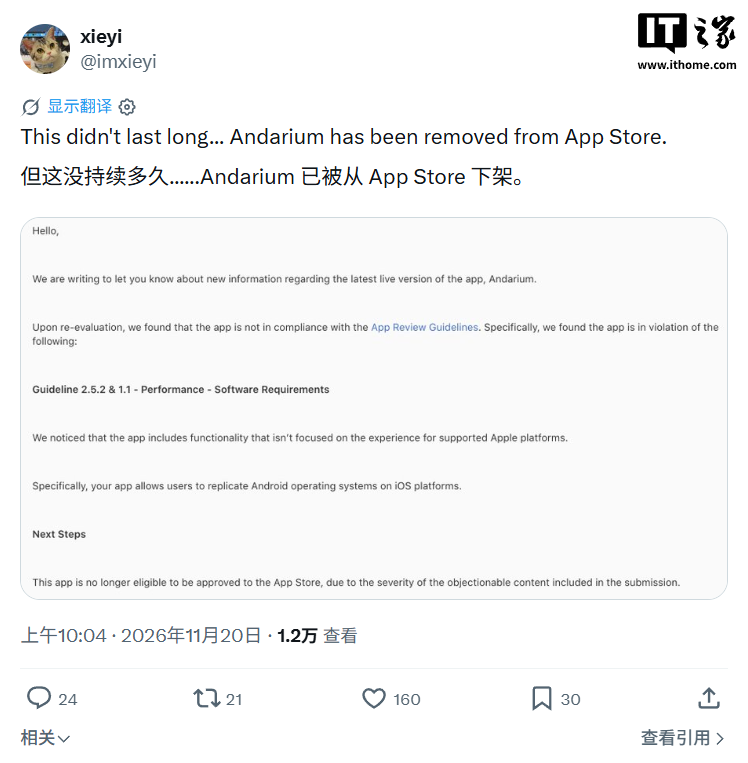 xieyi
@imxieyi
IT之家
www.ithome.com
显示翻译
This didn't last long... Andarium has been removed from App Store.
但这没持续多久……Andarium 已被从 App Store 下架。
Hello,
We are writing to let you know about new information regarding the latest live version of the app, Andarium.
Upon re-evaluation, we found that the app is not in compliance with the App Review Guidelines. Specifically, we found the app is in violation of the
following:
Guideline 2.5.2 & 1.1 - Performance - Software Requirements
We noticed that the app includes functionality that isn't focused on the experience for supported Apple platforms.
Specifically, your app allows users to replicate Android operating systems on iOS platforms.
Next Steps
This app is no longer eligible to be approved to the App Store, due to the severity of the objectionable content included in the submission.
上午10:04 · 2026年11月20日 · 1.2万 查看
24 21 160 30
相关 查看引用